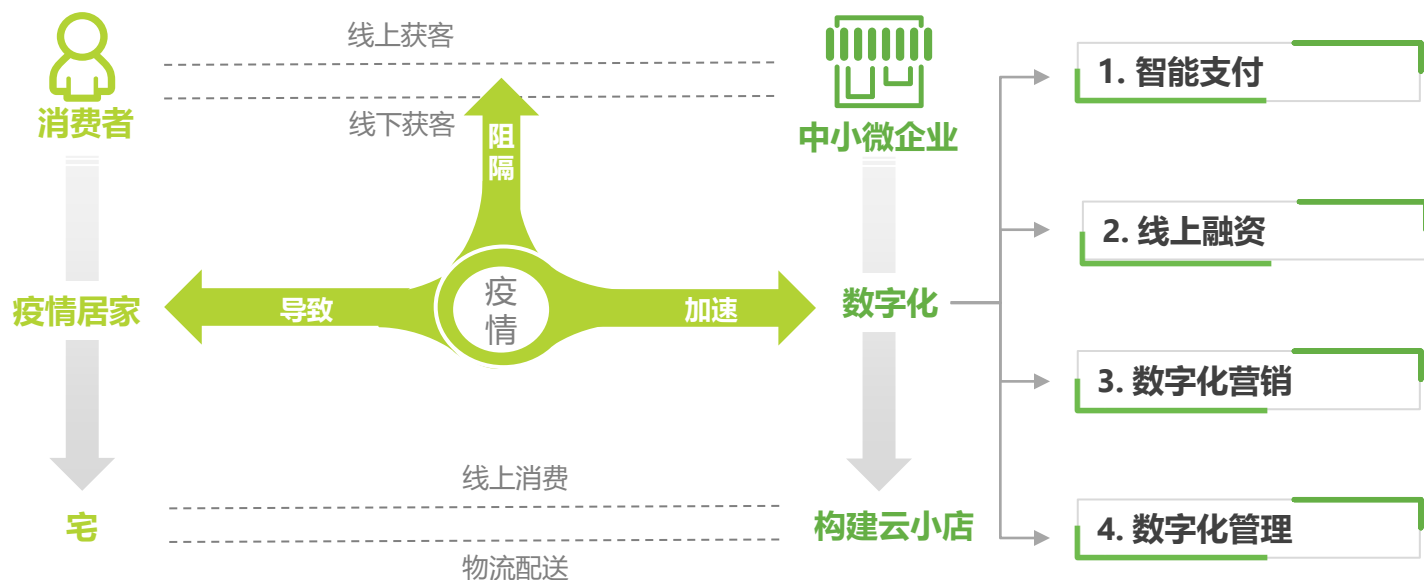 线上获客
线下获客
消费者
中小微企业
阻
隔
疫情居家
导致
疫
情
加速
数字化
线上消费
宅
构建云小店
物流配送
1. 智能支付
2. 线上融资
3. 数字化营销
4. 数字化管理